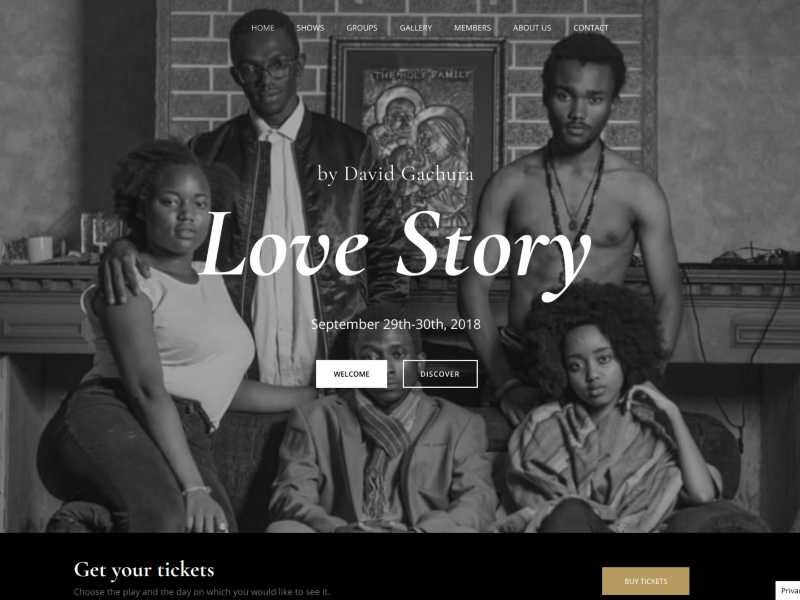 HOME SHOWS GROUPS GALLERY MEMBERS ABOUT US CONTACT
THE HOLY FAMILY
by David Gachura
Love Story
September 29th-30th, 2018
WELCOME DISCOVER
Get your tickets
Choose the play and the day on which you would like to see it.
BUY TICKETS